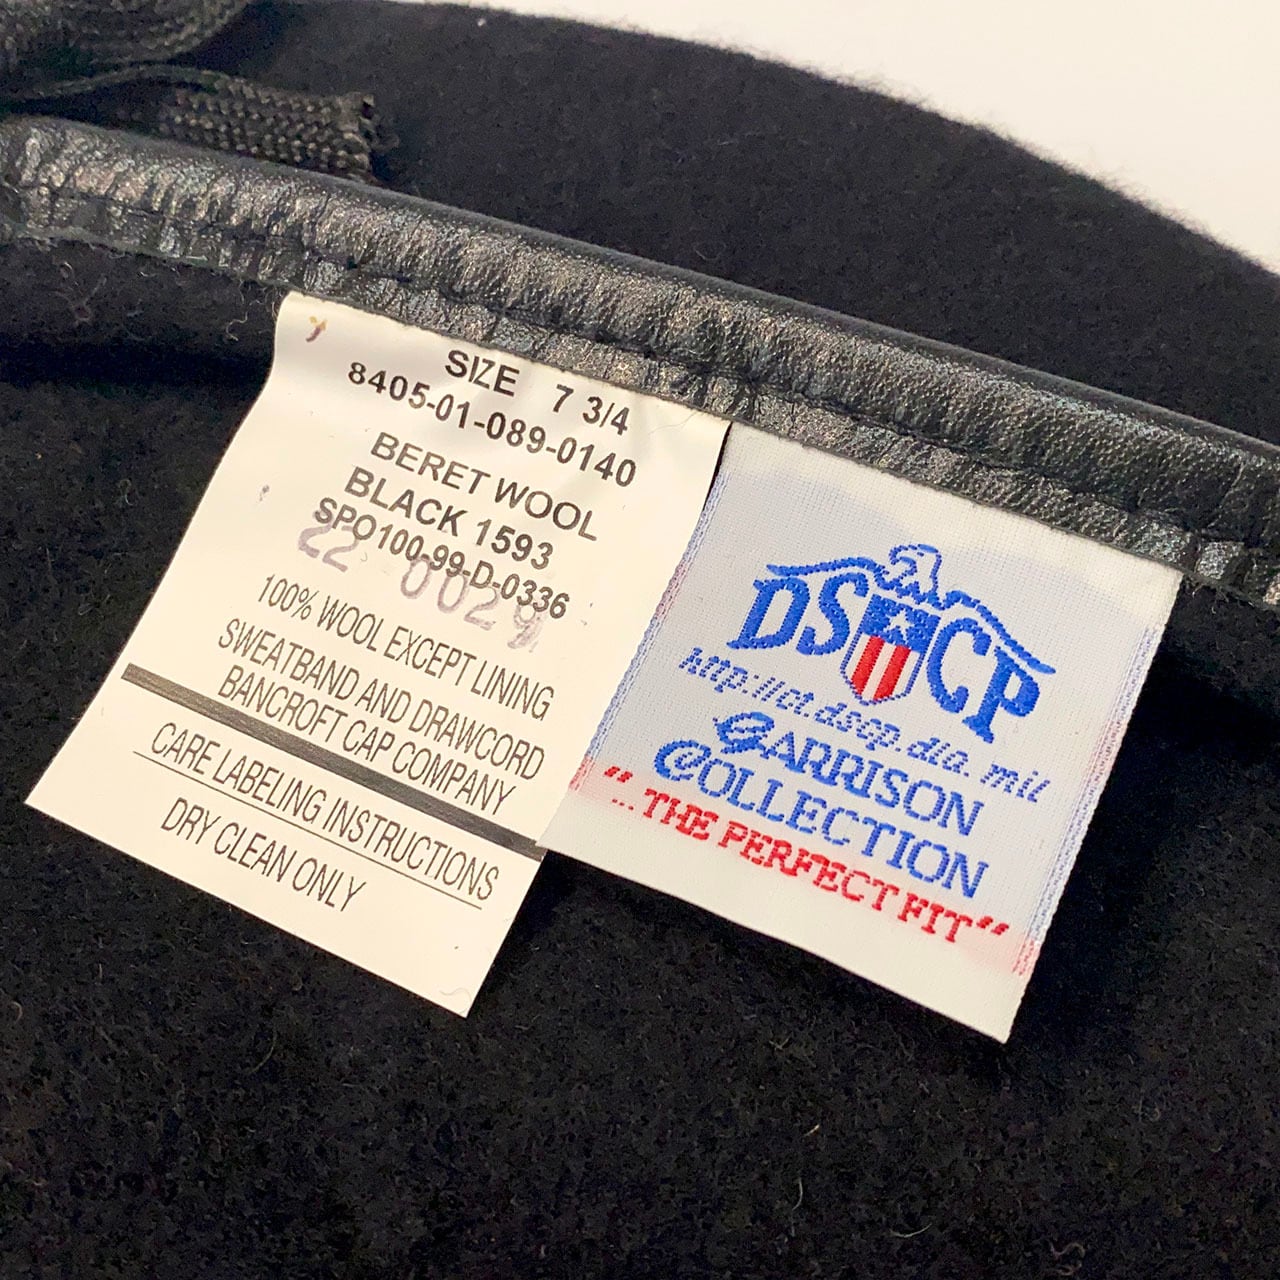 SIZE 7 3/4
8405-01-089-0140
BERET WOOL
BLACK 1593
SPO100-99-D-0336
22 0029
100% WOOL EXCEPT LINING
SWEATBAND AND DRAWCORD
BANCROFT CAP COMPANY
CARE LABELING INSTRUCTIONS
DRY CLEAN ONLY
DSCP
http://ct.dscp.dla.mil
GARRISON
COLLECTION
"...THE PERFECT FIT"